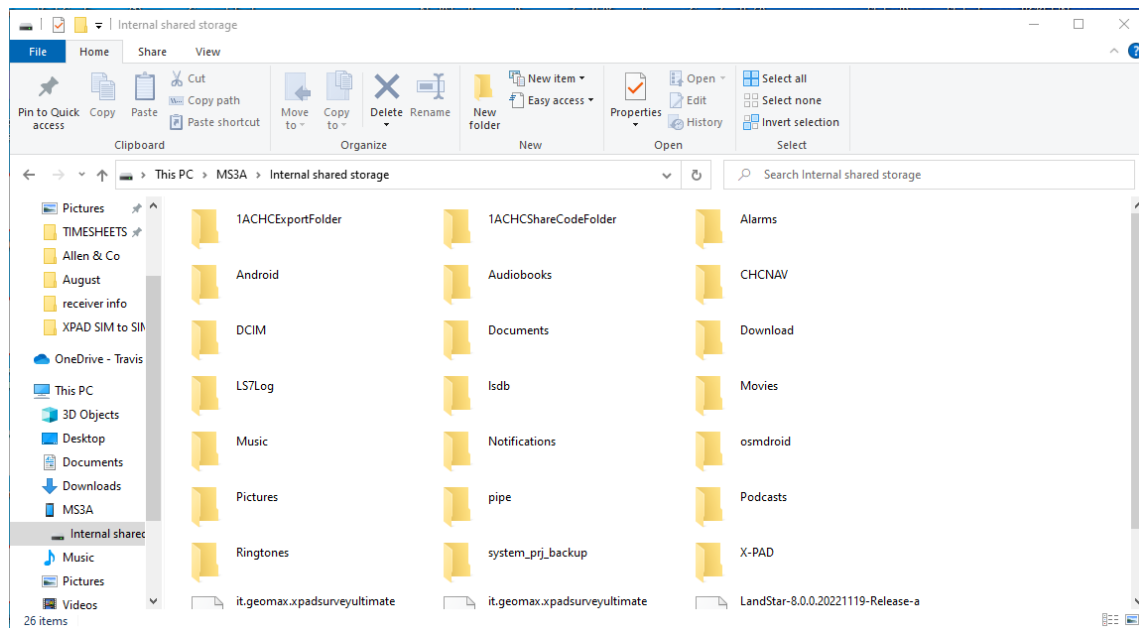 Internal shared storage
File Home Share View
Pin to Quick access
Copy
Paste
Cut
Copy path
Paste shortcut
Clipboard
Move to
Copy to
Delete
Rename
Organize
New folder
New item
Easy access
New
Properties
Open
Edit
History
Open
Select all
Select none
Invert selection
Select
This PC > MS3A > Internal shared storage
Search Internal shared storage
Pictures
TIMESHEETS
Allen & Co
August
receiver info
XPAD SIM to SIM
OneDrive - Travis
This PC
3D Objects
Desktop
Documents
Downloads
MS3A
Internal shared
Music
Pictures
Videos
1ACHCExportFolder 1ACHCShareCodeFolder Alarms
Android Audiobooks CHCNAV
DCIM Documents Download
LS7Log lsdb Movies
Music Notifications osmdroid
Pictures pipe Podcasts
Ringtones system_prj_backup X-PAD
it.geomax.xpadsurveyultimate it.geomax.xpadsurveyultimate LandStar-8.0.0.20221119-Release-a
26 items